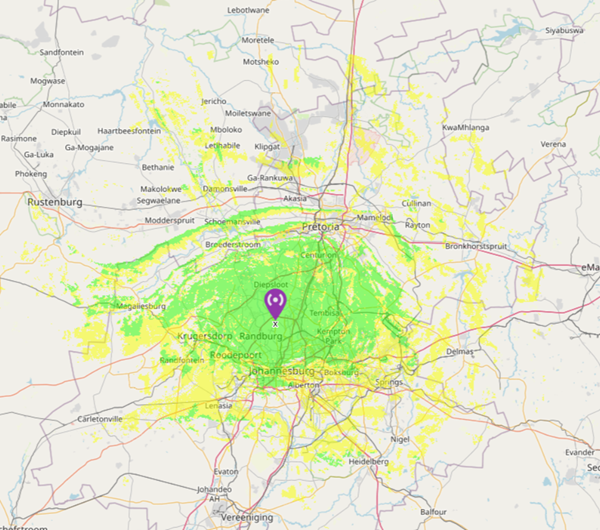 Lebotlwane
Siyabuswa
Moretele
Sandfontein
Motsheko
Mogwase
Jericho
Monnakato
Moiletswane
Rasimone
Diepkuil
Haartbeesfontein
Mboloko
KwaMhlanga
Ga-Luka
Ga-Mogajane
Lethabile
Klipgat
Verena
Bethanie
Phokeng
Ga-Rankuwa
Makolokwe
Damonsville
Rustenburg
Segwaelane
Akasia
Cullinan
Modderspruit
Schoemansville
Mamelodi
Rayton
Pretoria
Broederstroom
Bronkhorstspruit
Centurion
eMa
Diepsloot
Magaliesburg
Tembisa
X
Krugersdorp
Randburg
Kempton
Park
Delmas
Randfontein
Roodepoort
Johannesburg
Boksburg
Springs
Alberton
Lenasia
Carletonville
Nigel
Evander
Evaton
Heidelberg
Sec
Johandeo
AH
Balfour
Vereeniging
chefstroom